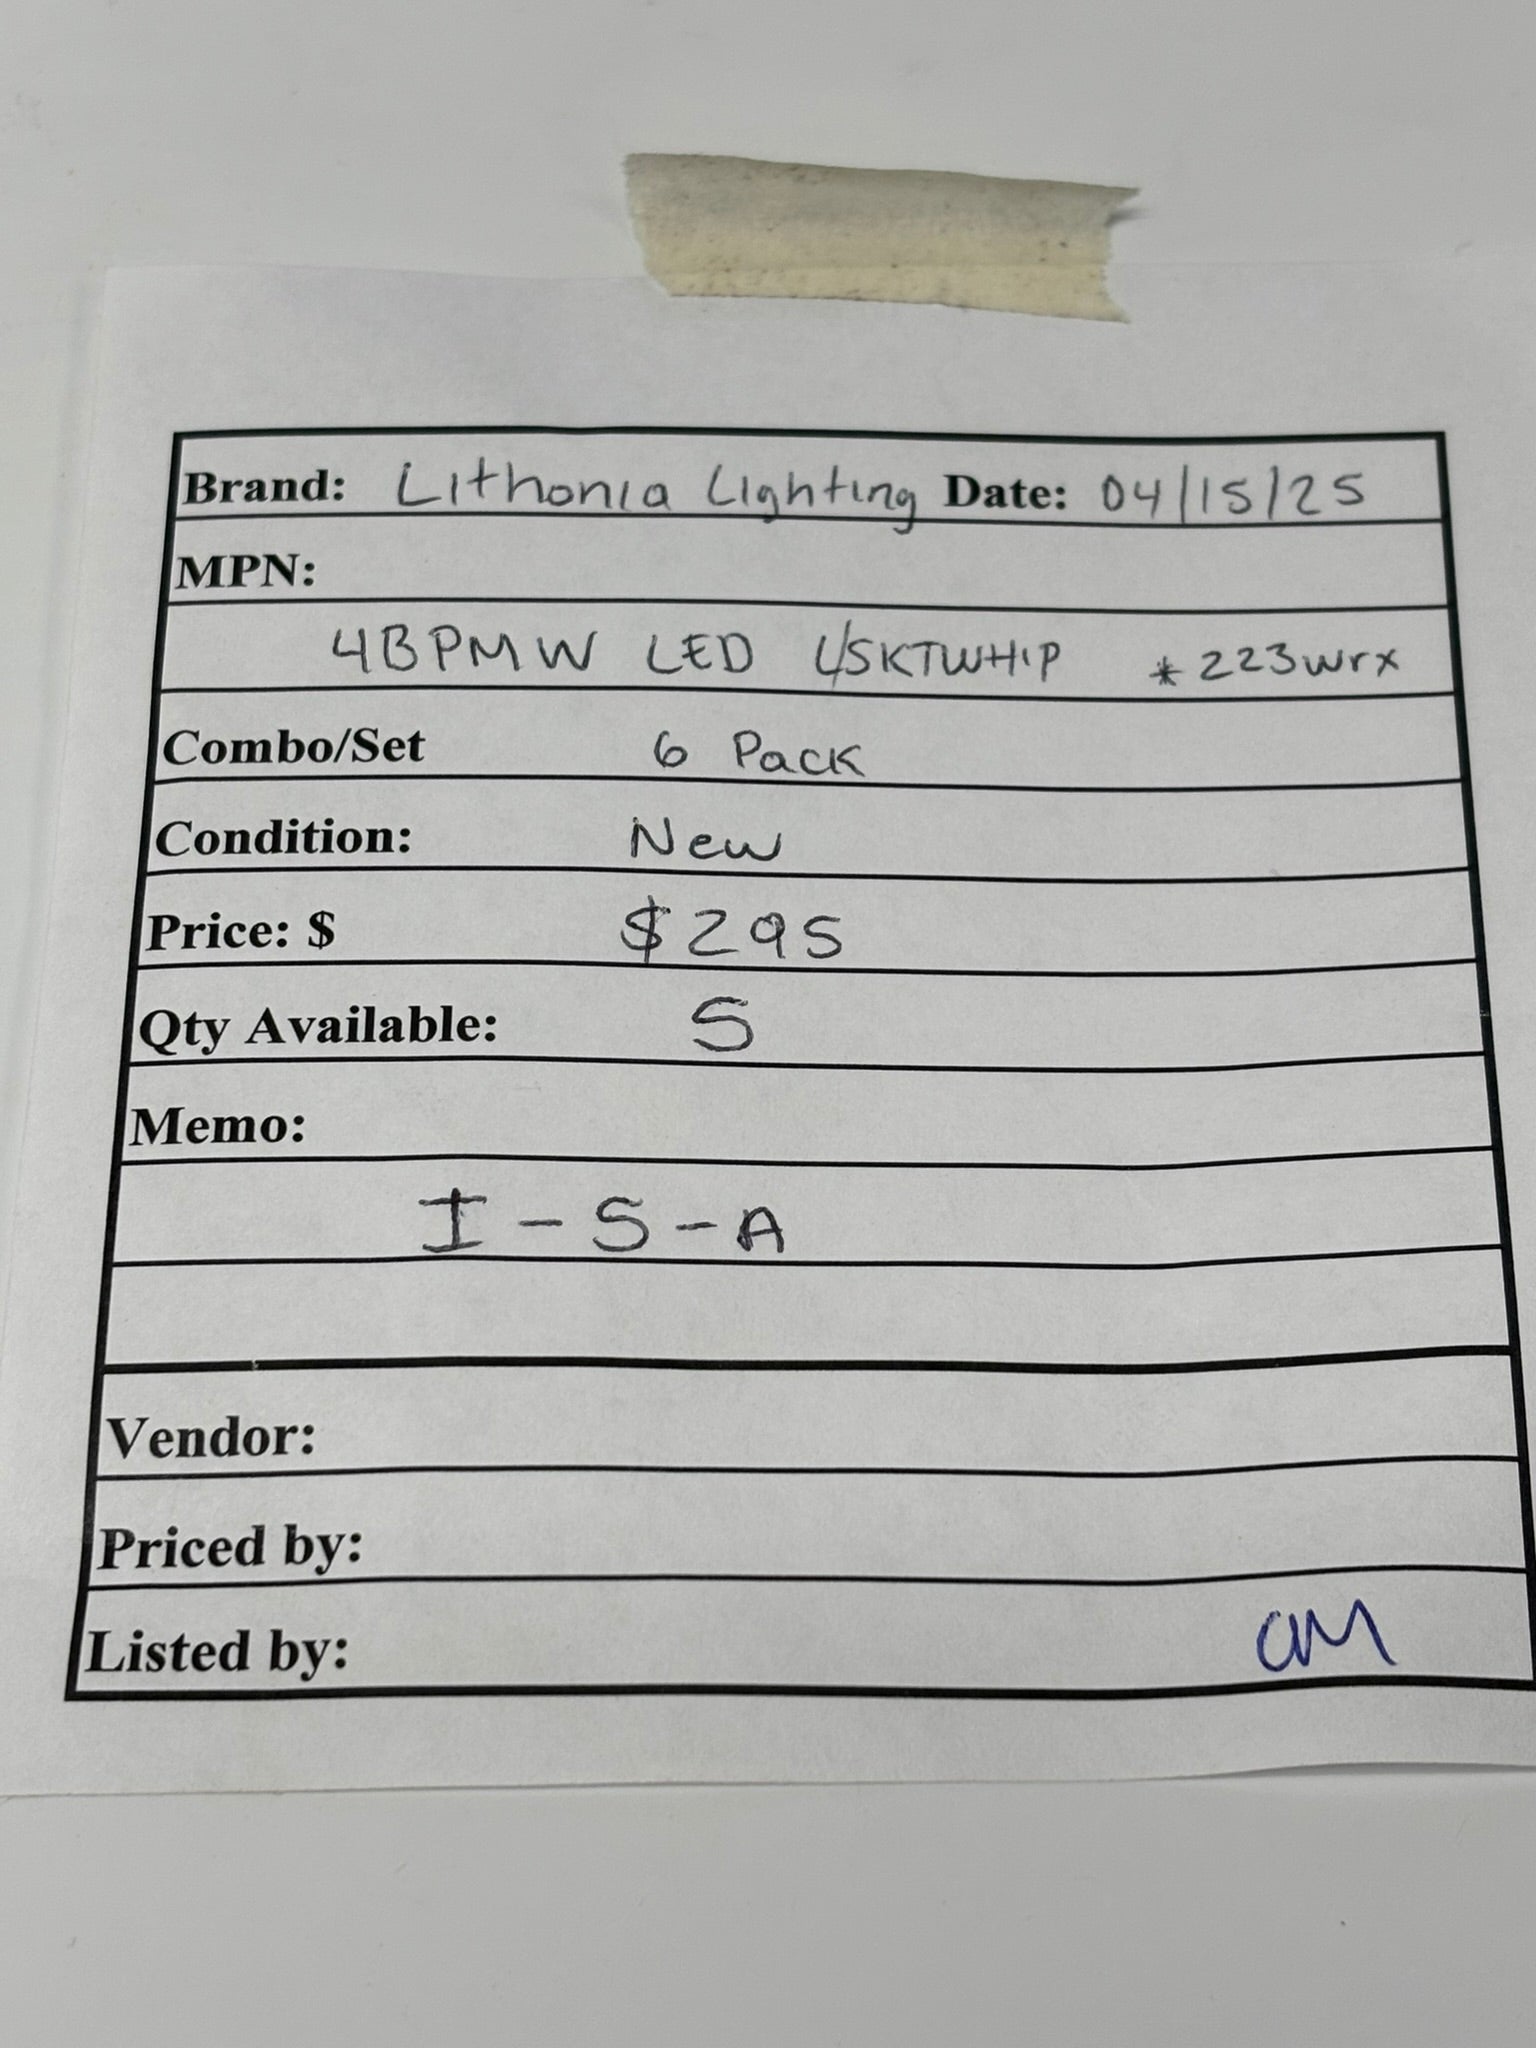 Brand: Lithonia Lighting Date: 04/15/25
MPN:
4BPMW LED L/SKTWHIP *223wrx
Combo/Set 6 Pack
Condition: New
Price: $ $295
Qty Available: 5
Memo:
I-S-A
Vendor:
Priced by:
Listed by: